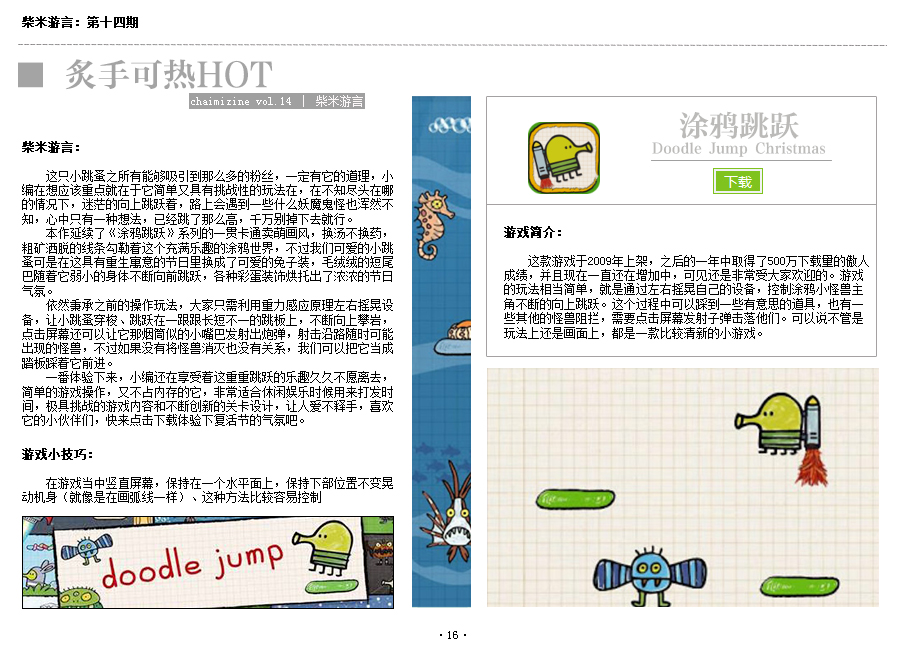 柴米游言：第十四期
炙手可热HOT
chaimizine vol.14 | 柴米游言
柴米游言：
这只小跳蚤之所有能够吸引到那么多的粉丝，一定有它的道理，小
编在想应该重点就在于它简单又具有挑战性的玩法在，在不知尽头在哪
的情况下，迷茫的向上跳跃着，路上会遇到一些什么妖魔鬼怪也浑然不
知，心中只有一种想法，已经跳了那么高，千万别掉下去就行。
本作延续了《涂鸦跳跃》系列的一贯卡通卖萌画风，换汤不换药，
粗矿洒脱的线条勾勒着这个充满乐趣的涂鸦世界，不过我们可爱的小跳
蚤可是在这具有重生寓意的节日里换成了可爱的兔子装，毛绒绒的短尾
巴随着它弱小的身体不断向前跳跃，各种彩蛋装饰烘托出了浓浓的节日
气氛。
依然秉承之前的操作玩法，大家只需利用重力感应原理左右摇晃设
备，让小跳蚤穿梭、跳跃在一跟跟长短不一的跳板上，不断向上攀岩，
点击屏幕还可以让它那烟筒似的小嘴巴发射出炮弹，射击沿路随时可能
出现的怪兽，不过如果没有将怪兽消灭也没有关系，我们可以把它当成
踏板踩着它前进。
一番体验下来，小编还在享受着这重重跳跃的乐趣久久不愿离去，
简单的游戏操作，又不占内存的它，非常适合休闲娱乐时候用来打发时
间，极具挑战的游戏内容和不断创新的关卡设计，让人爱不释手，喜欢
它的小伙伴们，快来点击下载体验下复活节的气氛吧。
游戏小技巧：
在游戏当中竖直屏幕，保持在一个水平面上，保持下部位置不变晃
动机身（就像是在画弧线一样）、这种方法比较容易控制
doodle jump
涂鸦跳跃
Doodle Jump Christmas
下载
游戏简介：
这款游戏于2009年上架，之后的一年中取得了500万下载量的傲人
成绩，并且现在一直还在增加中，可见还是非常受大家欢迎的。游戏
的玩法相当简单，就是通过左右摇晃自己的设备，控制涂鸦小怪兽主
角不断的向上跳跃。这个过程中可以踩到一些有意思的道具，也有一
些其他的怪兽阻拦，需要点击屏幕发射子弹击落他们。可以说不管是
玩法上还是画面上，都是一款比较清新的小游戏。
· 16 ·